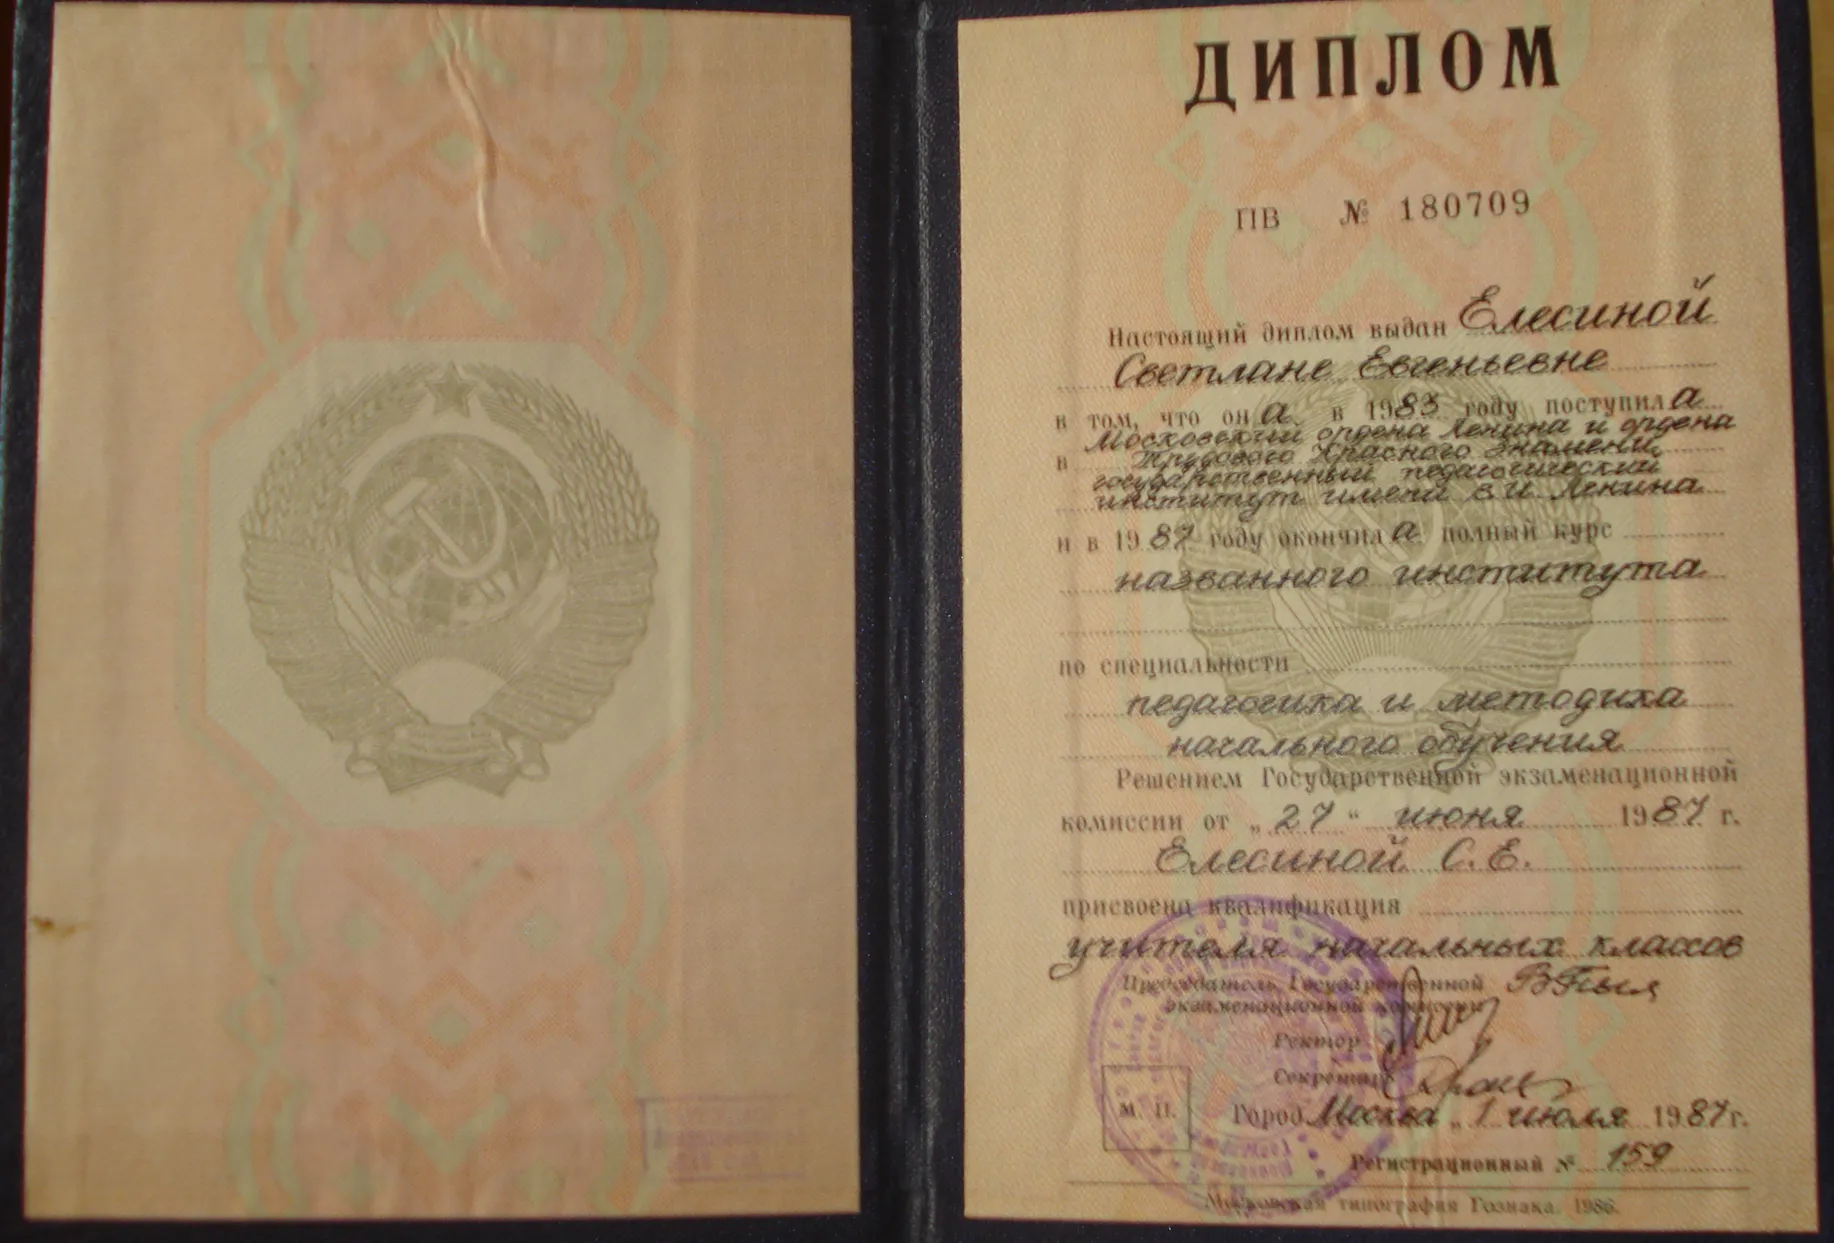 ДИПЛОМ
ПВ № 180709
Настоящий диплом выдан Елесиной
Светлане Евгеньевне
в том, что она в 1983 году поступила
Московский ордена Ленина и ордена
в Трудового Красного Знамени
государственный педагогический
институт имени В.И. Ленина
и в 1987 году окончила полный курс
названного института
по специальности
педагогика и методика
начального обучения
Решением Государственной экзаменационной
комиссии от „27“ июня 1987 г.
Елесиной С.Е.
присвоена квалификация
учителя начальных классов
Председатель Государственной
экзаменационной комиссии
Ректор
Секретарь
М. П.
Город Москва „1 июля 1987 г.
Регистрационный № 159
Московская типография Гознака. 1986.